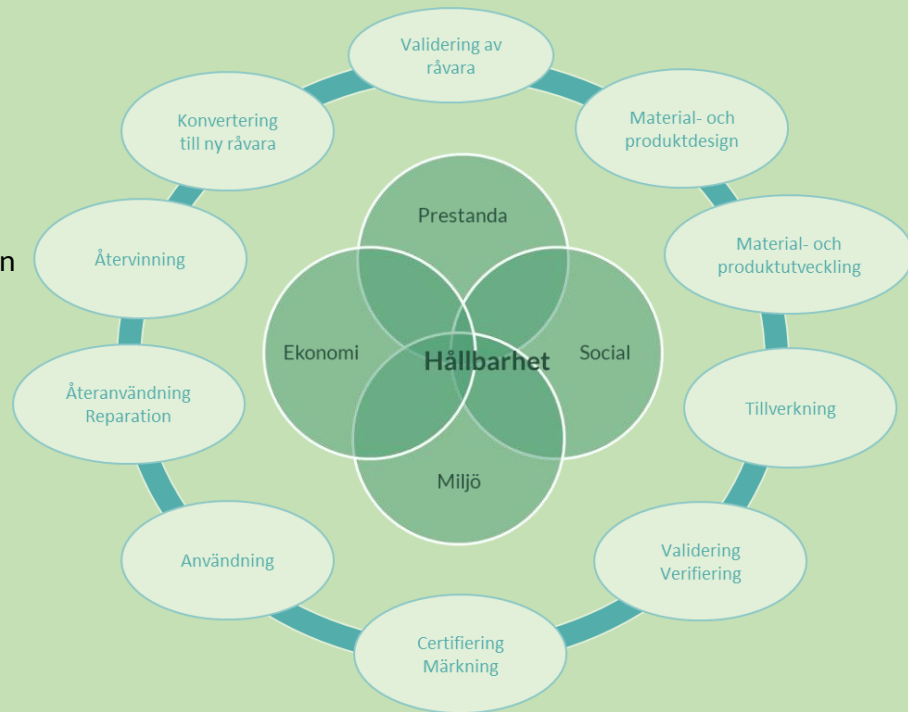 Validering av
råvara
Material- och
produktdesign
Material- och
produktutveckling
Tillverkning
Validering
Verifiering
Certifiering
Märkning
Användning
Återanvändning
Reparation
Återvinning
Konvertering
till ny råvara
n
Prestanda
Ekonomi
Hållbarhet
Social
Miljö